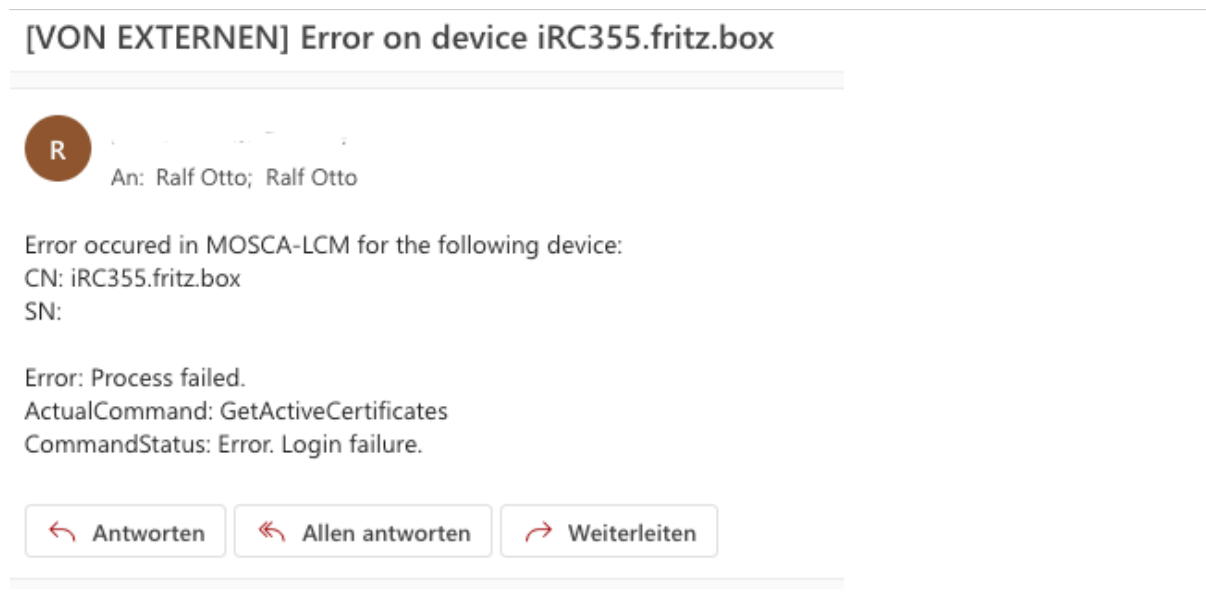 [VON EXTERNEN] Error on device iRC355.fritz.box
R
An: Ralf Otto; Ralf Otto
Error occured in MOSCA-LCM for the following device:
CN: iRC355.fritz.box
SN:
Error: Process failed.
ActualCommand: GetActiveCertificates
CommandStatus: Error. Login failure.
Antworten Allen antworten Weiterleiten